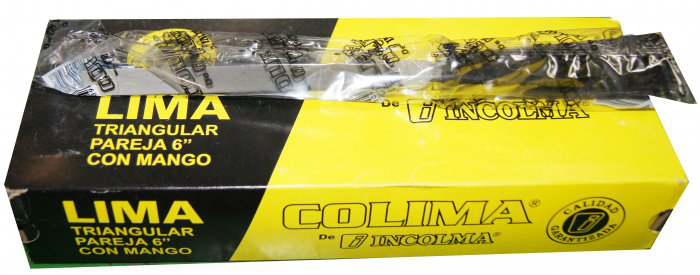 LIMA
TRIANGULAR
PAREJA 6"
CON MANGO
De INCOLMA
LIMA
TRIANGULAR
PAREJA 6"
CON MANGO
COLIMA®
De INCOLMA®
CALIDAD
GARANTIZADA